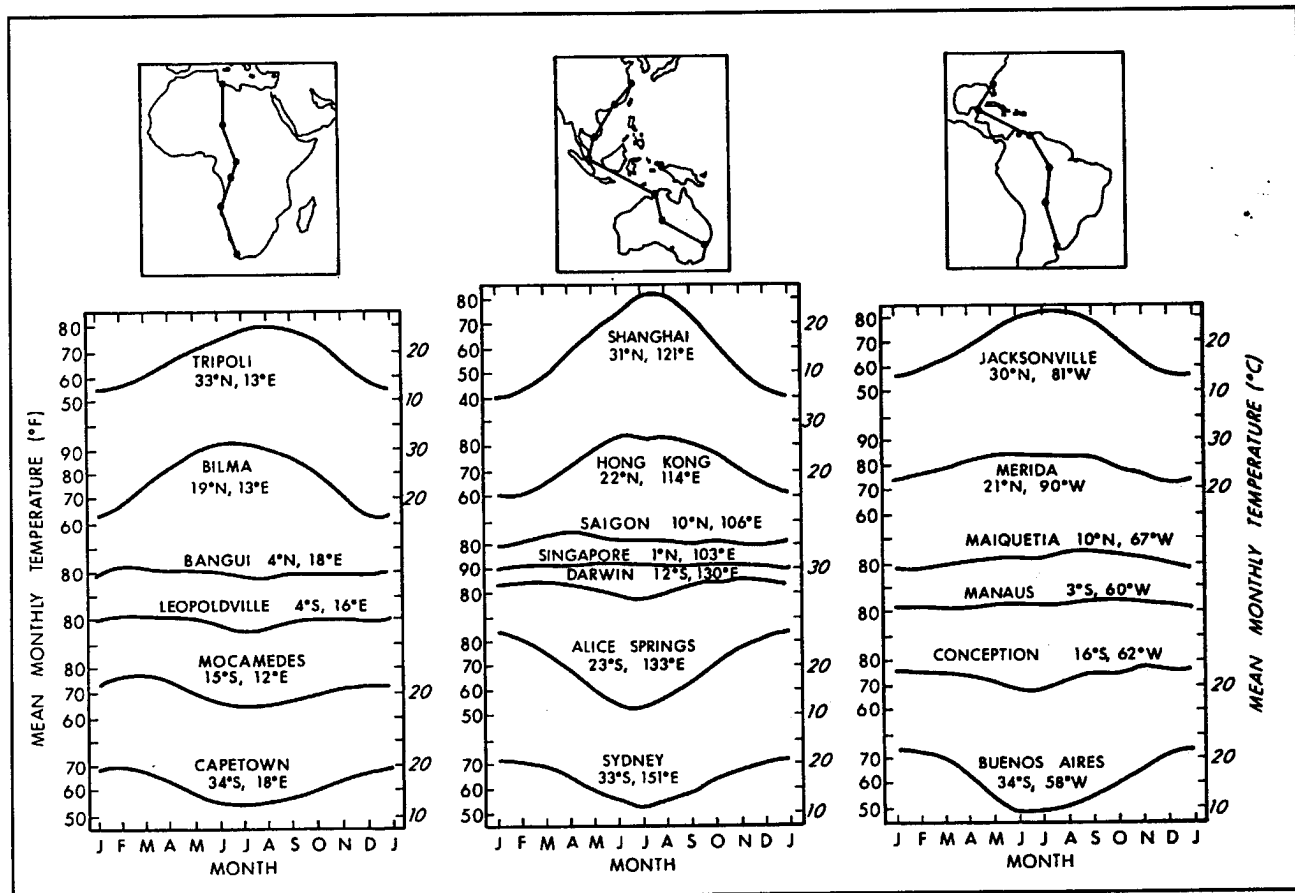 MEAN MONTHLY TEMPERATURE (°F)
80
70
60
50
TRIPOLI
33°N, 13°E
20
10
90
80
70
60
BILMA
19°N, 13°E
30
20
BANGUI 4°N, 18°E
80
LEOPOLDVILLE 4°S, 16°E
80
MOCAMEDES
15°S, 12°E
80
70
60
20
CAPETOWN
34°S, 18°E
70
60
50
20
10
J F M A M J J A S O N D J
MONTH
80
70
60
50
40
SHANGHAI
31°N, 121°E
20
10
30
80
70
60
HONG KONG
22°N, 114°E
20
SAIGON 10°N, 106°E
80
SINGAPORE 1°N, 103°E
90
30
DARWIN 12°S, 130°E
80
ALICE SPRINGS
23°S, 133°E
80
70
60
50
20
10
SYDNEY
33°S, 151°E
70
60
50
20
10
J F M A M J J A S O N D J
MONTH
80
70
60
50
JACKSONVILLE
30°N, 81°W
20
10
30
90
80
70
60
MERIDA
21°N, 90°W
20
MAIQUETIA 10°N, 67°W
80
MANAUS 3°S, 60°W
80
CONCEPTION 16°S, 62°W
80
70
60
20
BUENOS AIRES
34°S, 58°W
70
60
50
20
10
J F M A M J J A S O N D J
MONTH
MEAN MONTHLY TEMPERATURE (°C)